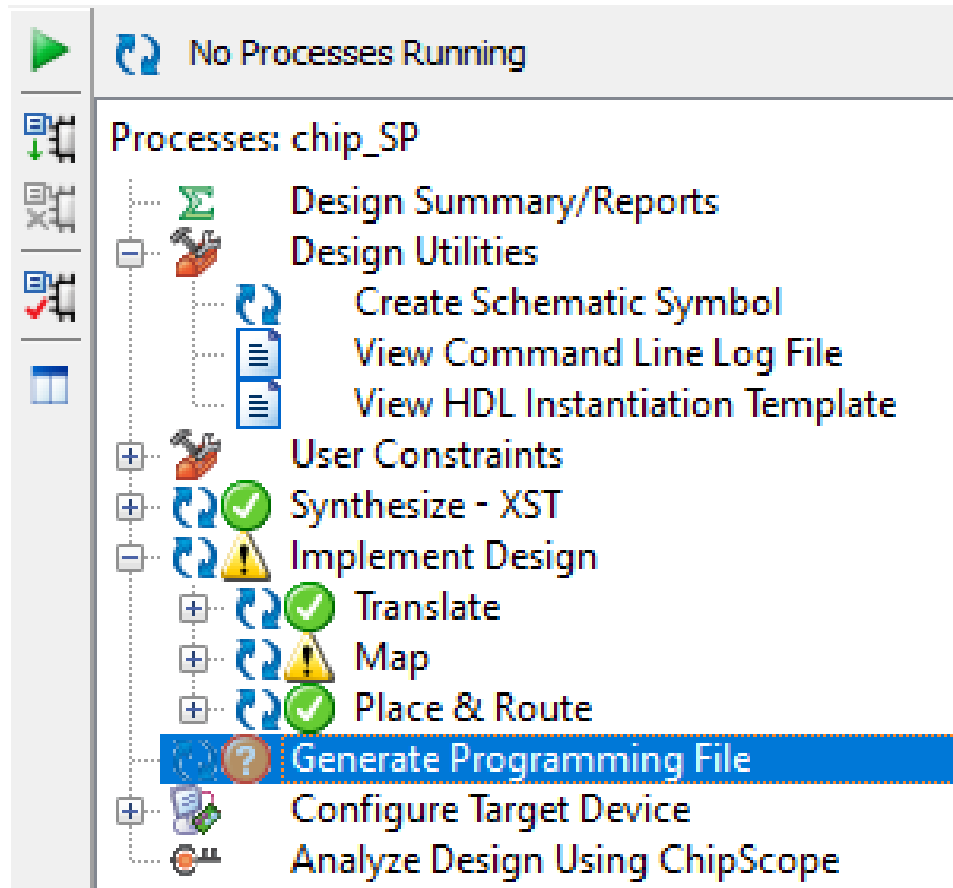 No Processes Running
Processes: chip_SP
Design Summary/Reports
Design Utilities
Create Schematic Symbol
View Command Line Log File
View HDL Instantiation Template
User Constraints
Synthesize - XST
Implement Design
Translate
Map
Place & Route
Generate Programming File
Configure Target Device
Analyze Design Using ChipScope